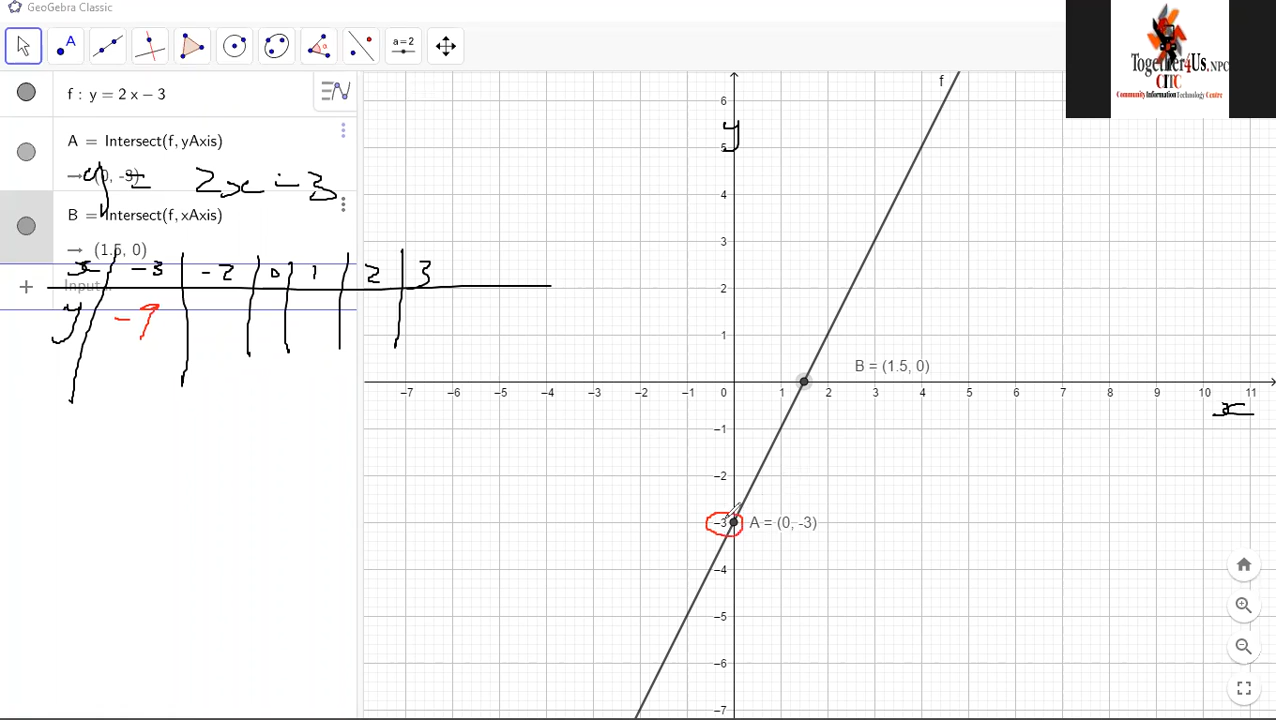 GeoGebra Classic
A
a = 2
Together4Us, NPC
CITC
Community Information Technology Centre
f : y = 2 x − 3
A = Intersect(f, yAxis)
→ (0, -3)
y = 2x - 3
B = Intersect(f, xAxis)
→ (1.5, 0)
x -3 -2 0 1 2 3
Input...
y -9
f
y
6
5
4
3
2
1
B = (1.5, 0)
−7 −6 −5 −4 −3 −2 −1 0 1 2 3 4 5 6 7 8 9 10 11
x
−1
−2
−3 A = (0, -3)
−4
−5
−6
−7